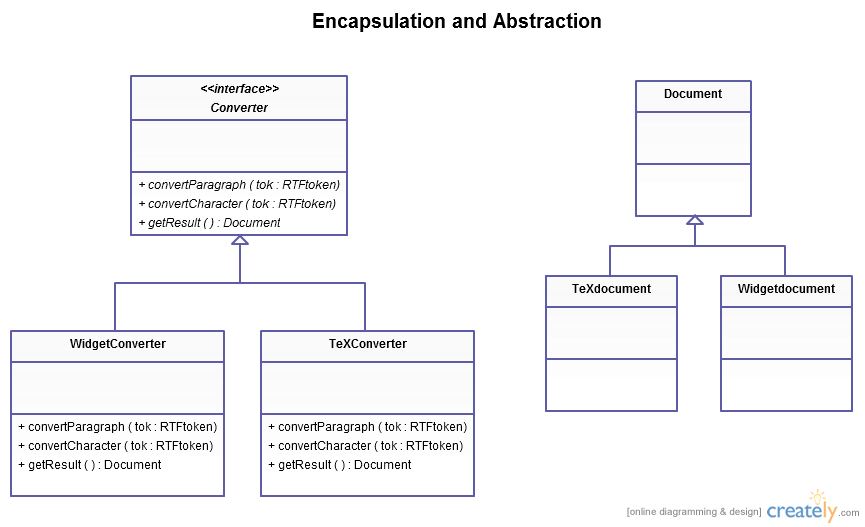 Encapsulation and Abstraction
<<interface>>
Converter
+ convertParagraph ( tok : RTFtoken)
+ convertCharacter ( tok : RTFtoken)
+ getResult ( ) : Document
Document
WidgetConverter
+ convertParagraph ( tok : RTFtoken)
+ convertCharacter ( tok : RTFtoken)
+ getResult ( ) : Document
TeXConverter
+ convertParagraph ( tok : RTFtoken)
+ convertCharacter ( tok : RTFtoken)
+ getResult ( ) : Document
TeXdocument
Widgetdocument
[online diagramming & design] creately.com